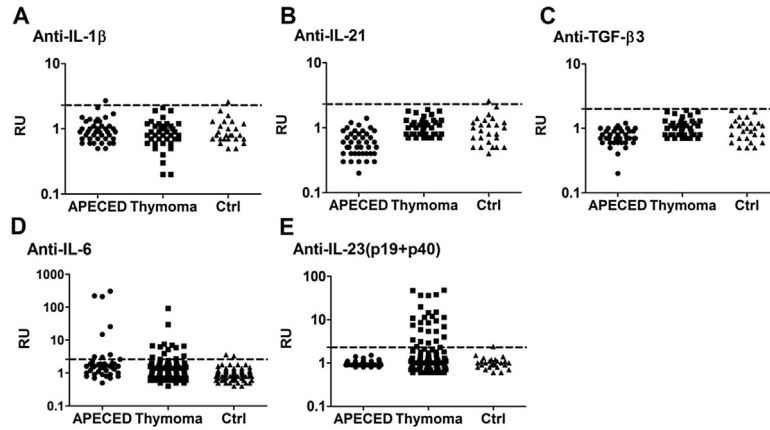 A
Anti-IL-1β
RU
10
1
0.1
APECED Thymoma Ctrl
B
Anti-IL-21
RU
10
1
0.1
APECED Thymoma Ctrl
C
Anti-TGF-β3
RU
10
1
0.1
APECED Thymoma Ctrl
D
Anti-IL-6
RU
1000
100
10
1
0.1
APECED Thymoma Ctrl
E
Anti-IL-23(p19+p40)
RU
100
10
1
0.1
APECED Thymoma Ctrl